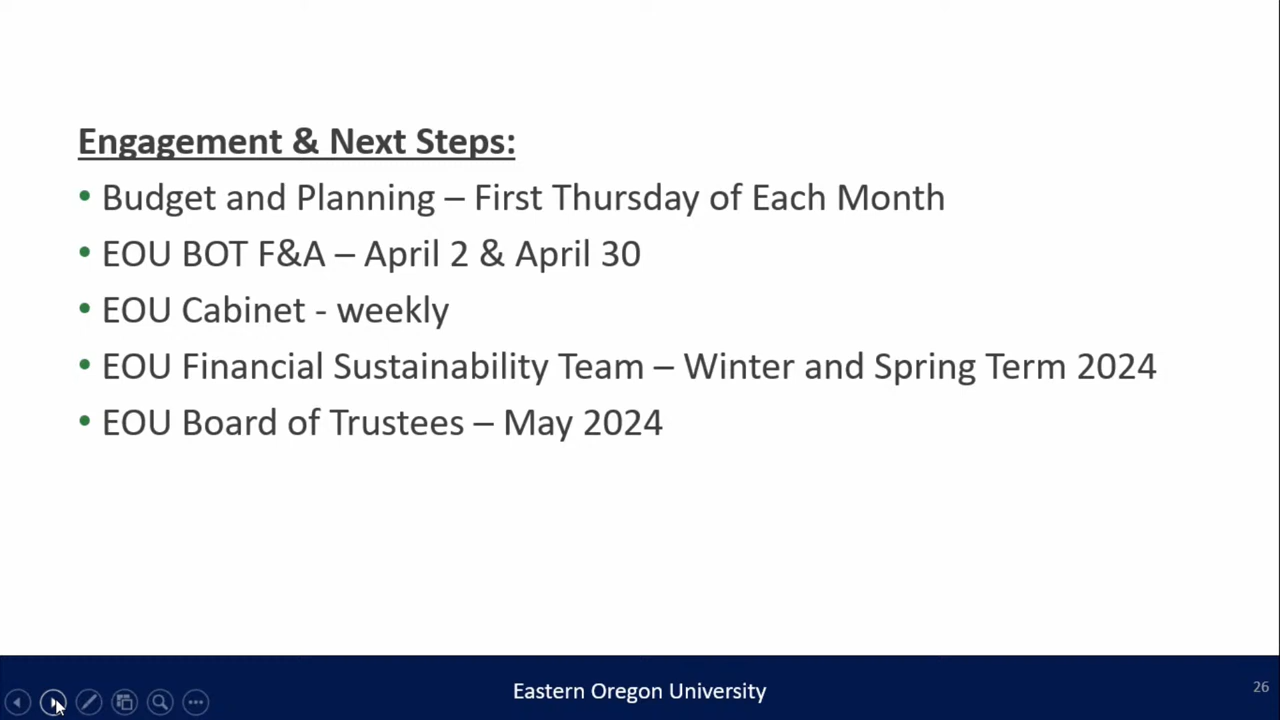 Engagement & Next Steps:
• Budget and Planning – First Thursday of Each Month
• EOU BOT F&A – April 2 & April 30
• EOU Cabinet - weekly
• EOU Financial Sustainability Team – Winter and Spring Term 2024
• EOU Board of Trustees – May 2024
Eastern Oregon University
26